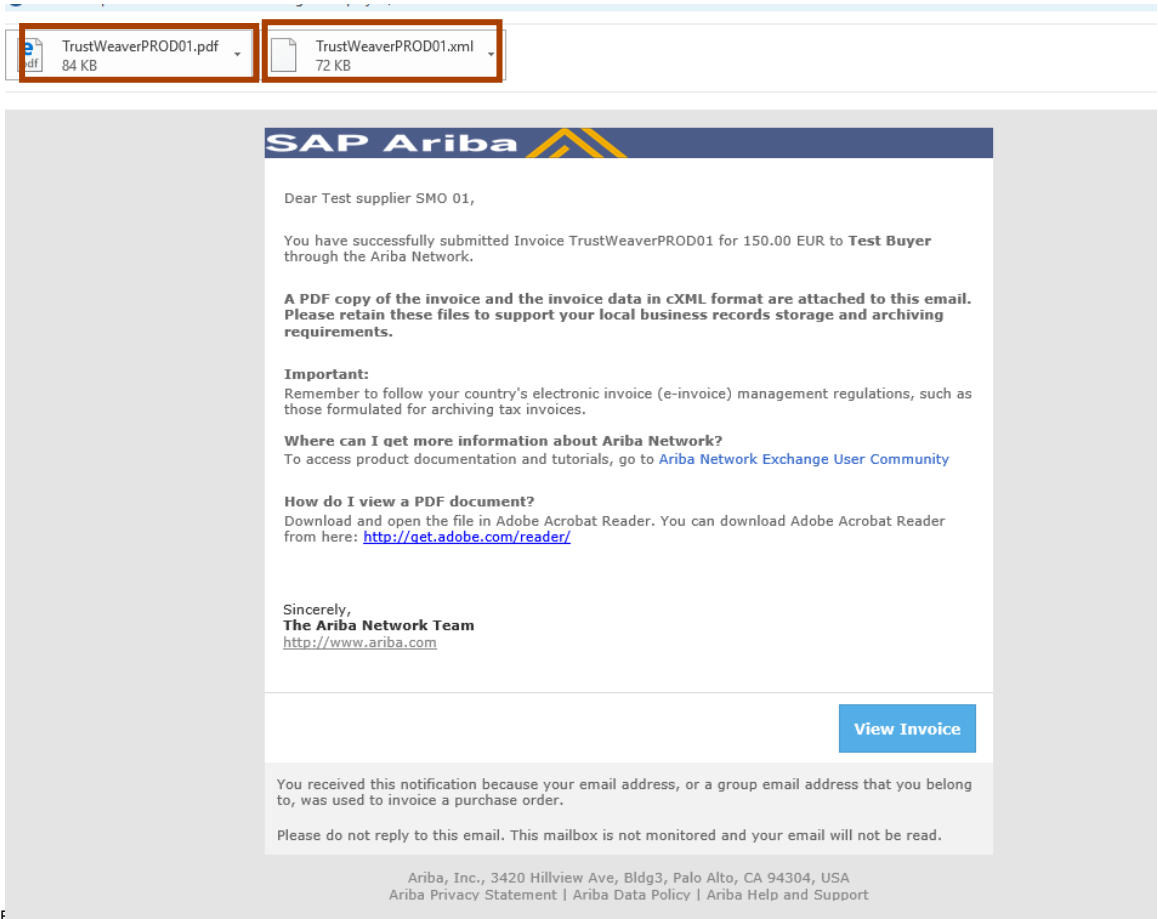 TrustWeaverPROD01.pdf
84 KB
TrustWeaverPROD01.xml
72 KB
SAP Ariba
Dear Test supplier SMO 01,
You have successfully submitted Invoice TrustWeaverPROD01 for 150.00 EUR to Test Buyer
through the Ariba Network.
A PDF copy of the invoice and the invoice data in cXML format are attached to this email.
Please retain these files to support your local business records storage and archiving
requirements.
Important:
Remember to follow your country's electronic invoice (e-invoice) management regulations, such as
those formulated for archiving tax invoices.
Where can I get more information about Ariba Network?
To access product documentation and tutorials, go to Ariba Network Exchange User Community
How do I view a PDF document?
Download and open the file in Adobe Acrobat Reader. You can download Adobe Acrobat Reader
from here: http://get.adobe.com/reader/
Sincerely,
The Ariba Network Team
http://www.ariba.com
View Invoice
You received this notification because your email address, or a group email address that you belong
to, was used to invoice a purchase order.
Please do not reply to this email. This mailbox is not monitored and your email will not be read.
Ariba, Inc., 3420 Hillview Ave, Bldg3, Palo Alto, CA 94304, USA
Ariba Privacy Statement | Ariba Data Policy | Ariba Help and Support